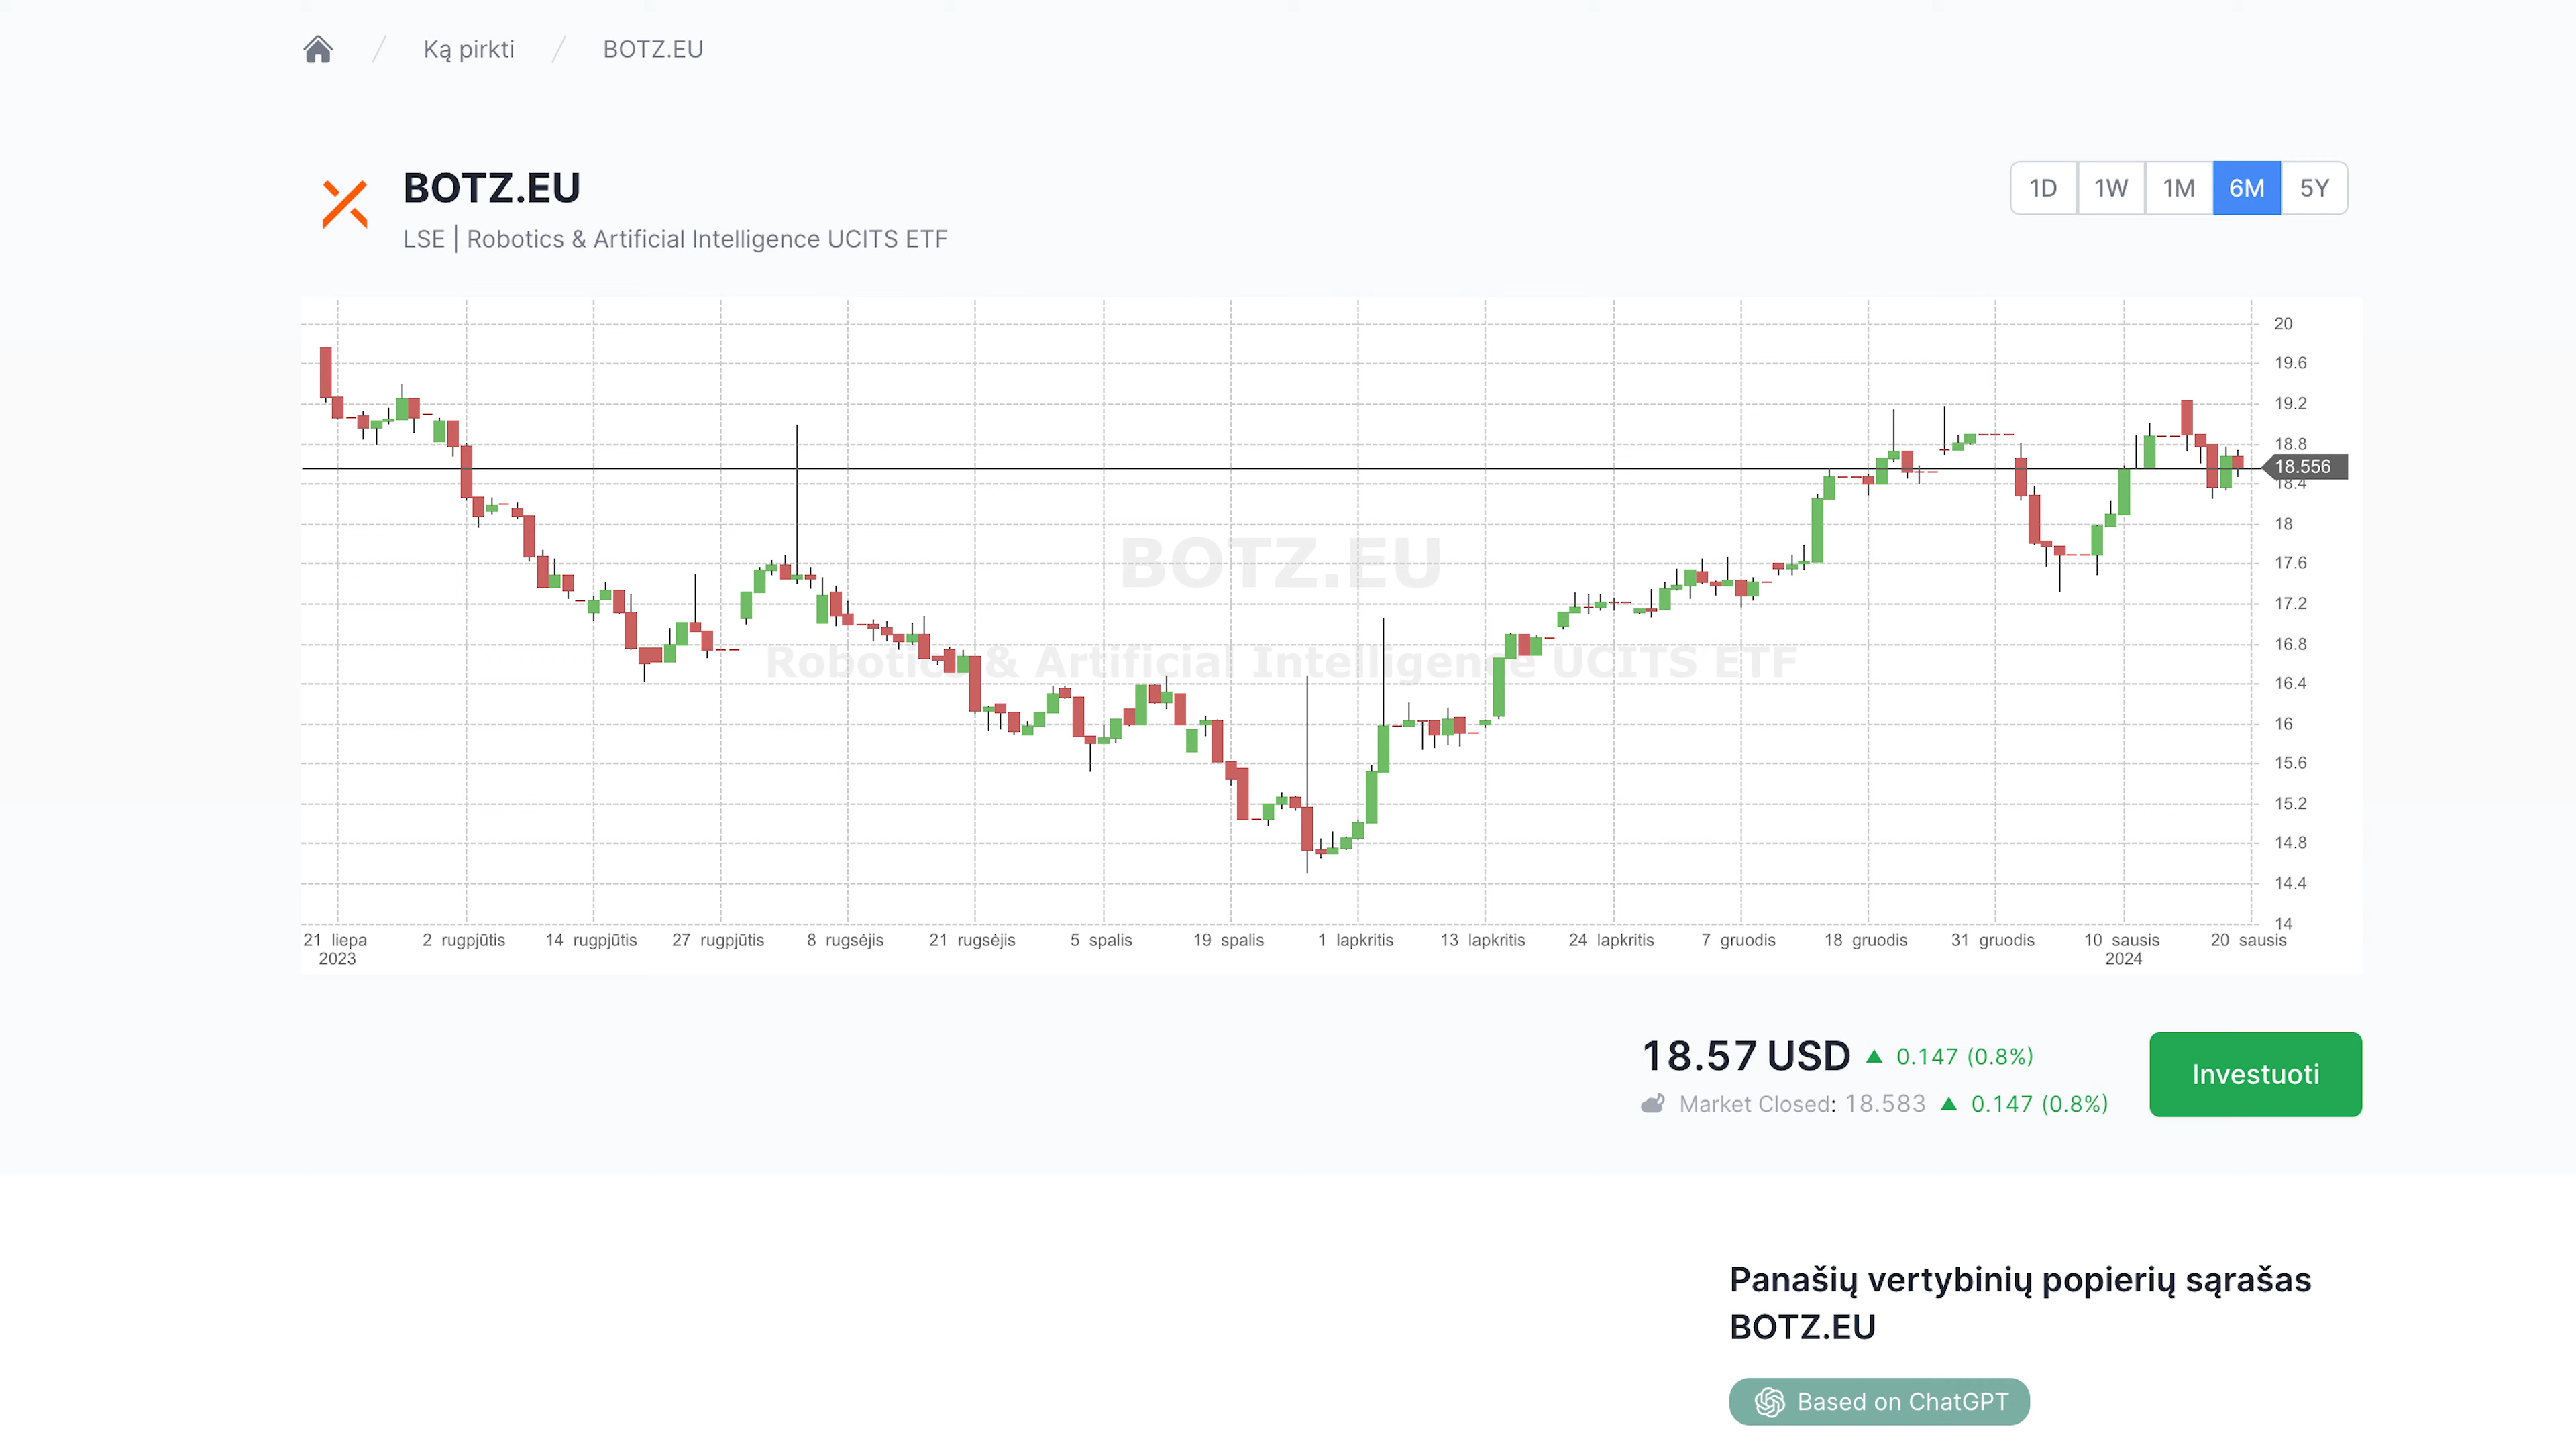 Ką pirkti BOTZ.EU
BOTZ.EU
LSE | Robotics & Artificial Intelligence UCITS ETF
1D 1W 1M 6M 5Y
BOTZ.EU
Robotics & Artificial Intelligence UCITS ETF
20
19.6
19.2
18.8
18.556
18.4
18
17.6
17.2
16.8
16.4
16
15.6
15.2
14.8
14.4
14
21 liepa 2 rugpjūtis 14 rugpjūtis 27 rugpjūtis 8 rugsėjis 21 rugsėjis 5 spalis 19 spalis 1 lapkritis 13 lapkritis 24 lapkritis 7 gruodis 18 gruodis 31 gruodis 10 sausis 20 sausis
2023 2024
18.57 USD 0.147 (0.8%)
Market Closed: 18.583 0.147 (0.8%)
Investuoti
Panašių vertybinių popierių sąrašas
BOTZ.EU
Based on ChatGPT